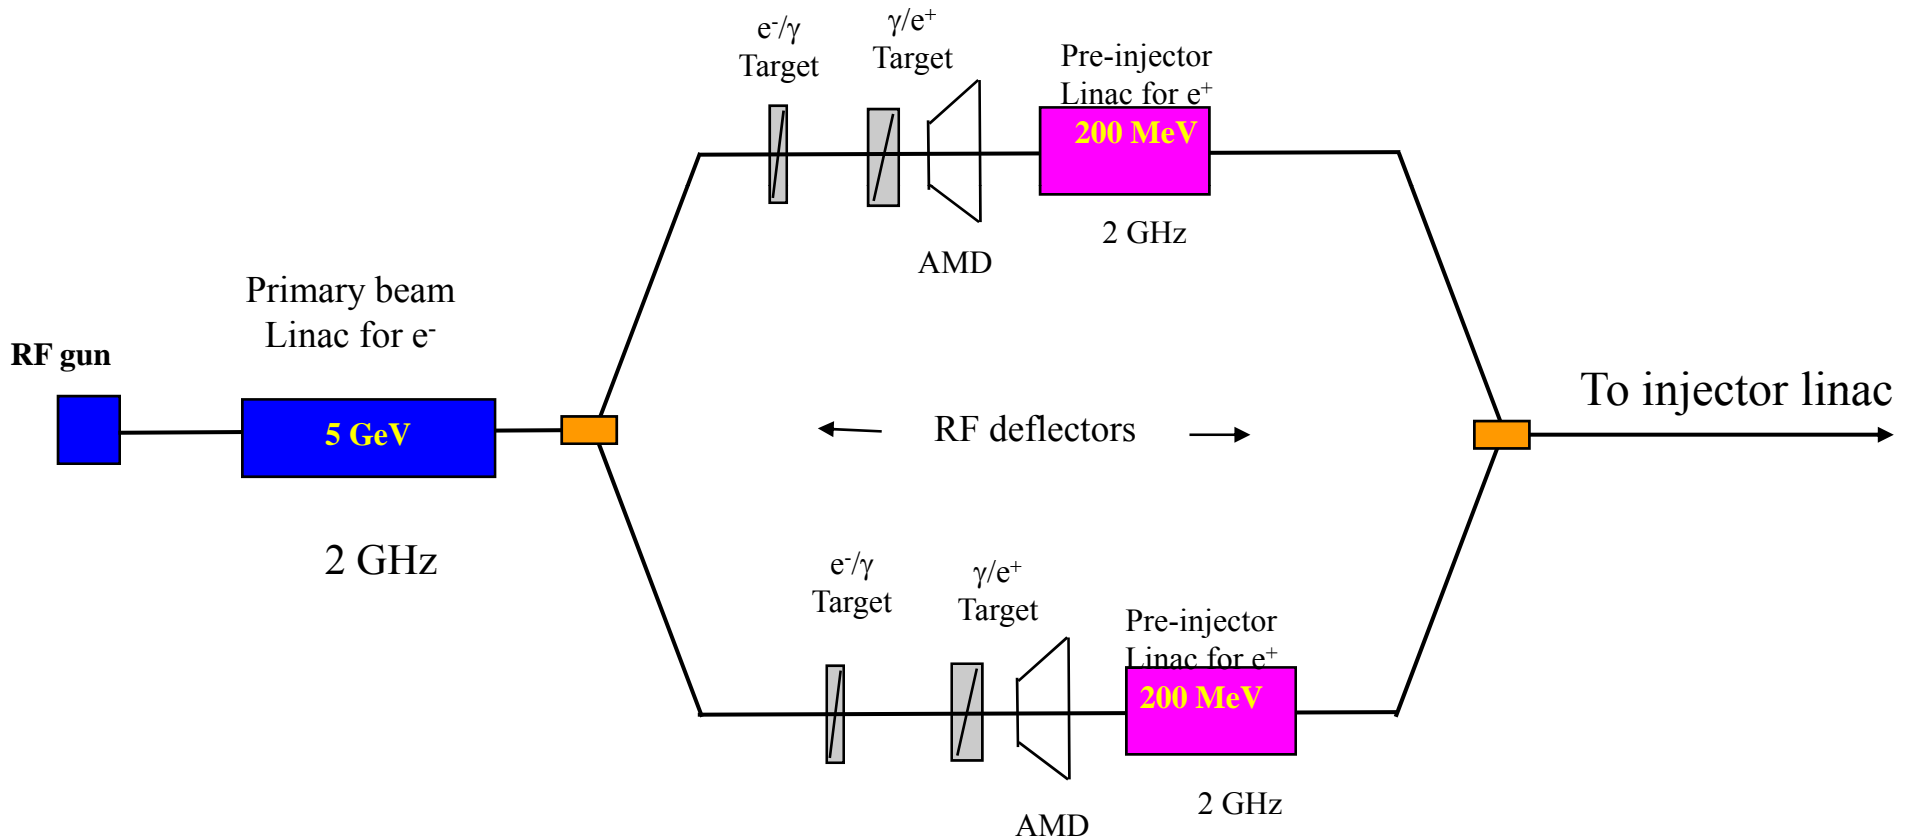 e⁻/γ
Target
γ/e⁺
Target
Pre-injector
Linac for e⁺
200 MeV
2 GHz
AMD
Primary beam
Linac for e⁻
RF gun
5 GeV
2 GHz
RF deflectors
To injector linac
e⁻/γ
Target
γ/e⁺
Target
Pre-injector
Linac for e⁺
200 MeV
2 GHz
AMD